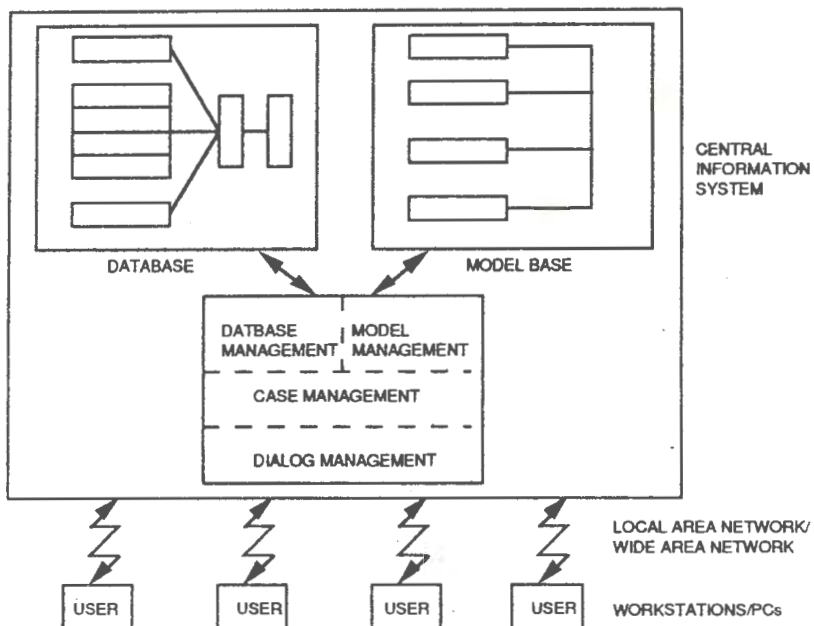 CENTRAL
INFORMATION
SYSTEM
DATABASE
MODEL BASE
DATBASE
MANAGEMENT
MODEL
MANAGEMENT
CASE MANAGEMENT
DIALOG MANAGEMENT
LOCAL AREA NETWORK/
WIDE AREA NETWORK
USER
USER
USER
USER
WORKSTATIONS/PCs